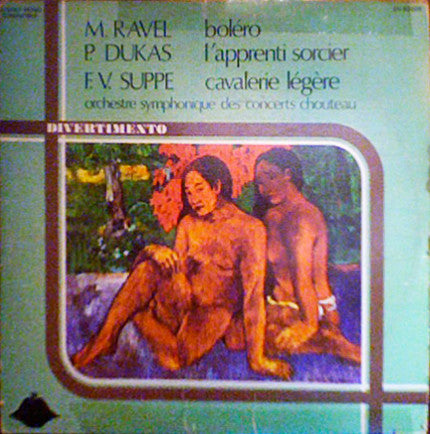 M. RAVEL boléro
P. DUKAS l'apprenti sorcier
F. V. SUPPE cavalerie légère
orchestre symphonique des concerts chouteau
DIVERTIMENTO